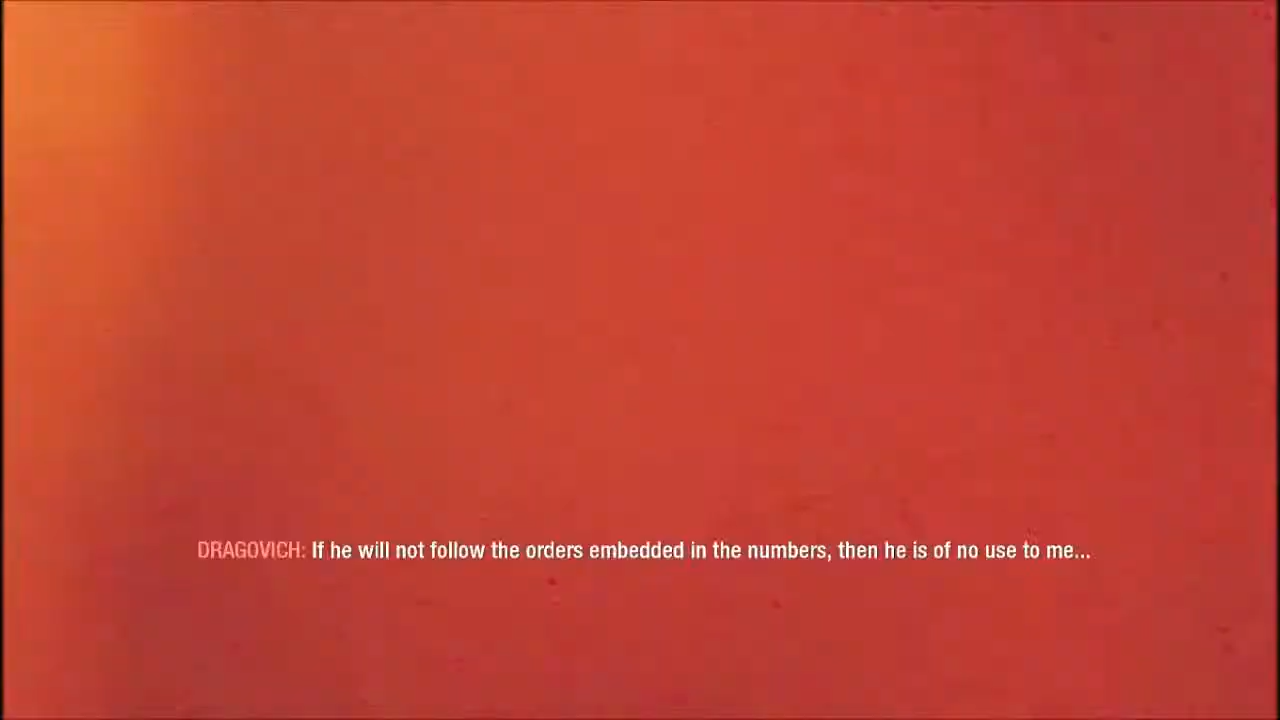 DRAGOVICH: If he will not follow the orders embedded in the numbers, then he is of no use to me...